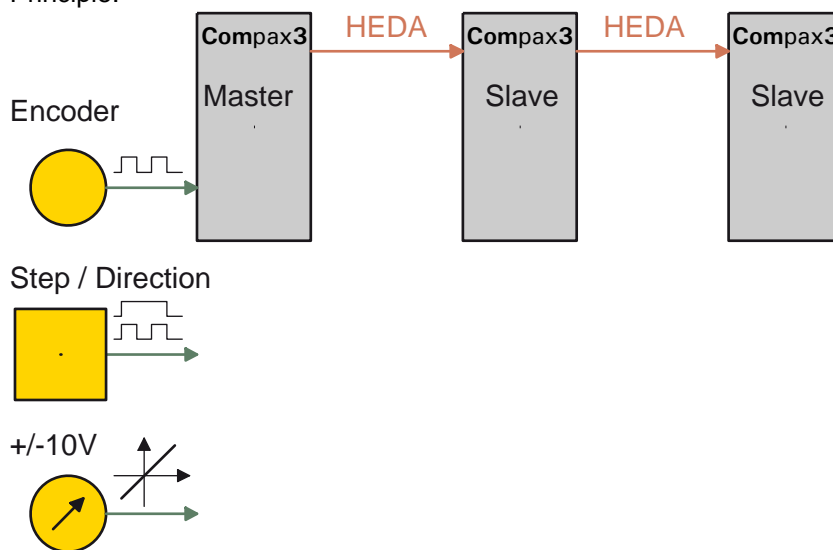 Principle:
HEDA HEDA
Compax3 Compax3 Compax3
Master Slave Slave
Encoder
Step / Direction
+/-10V